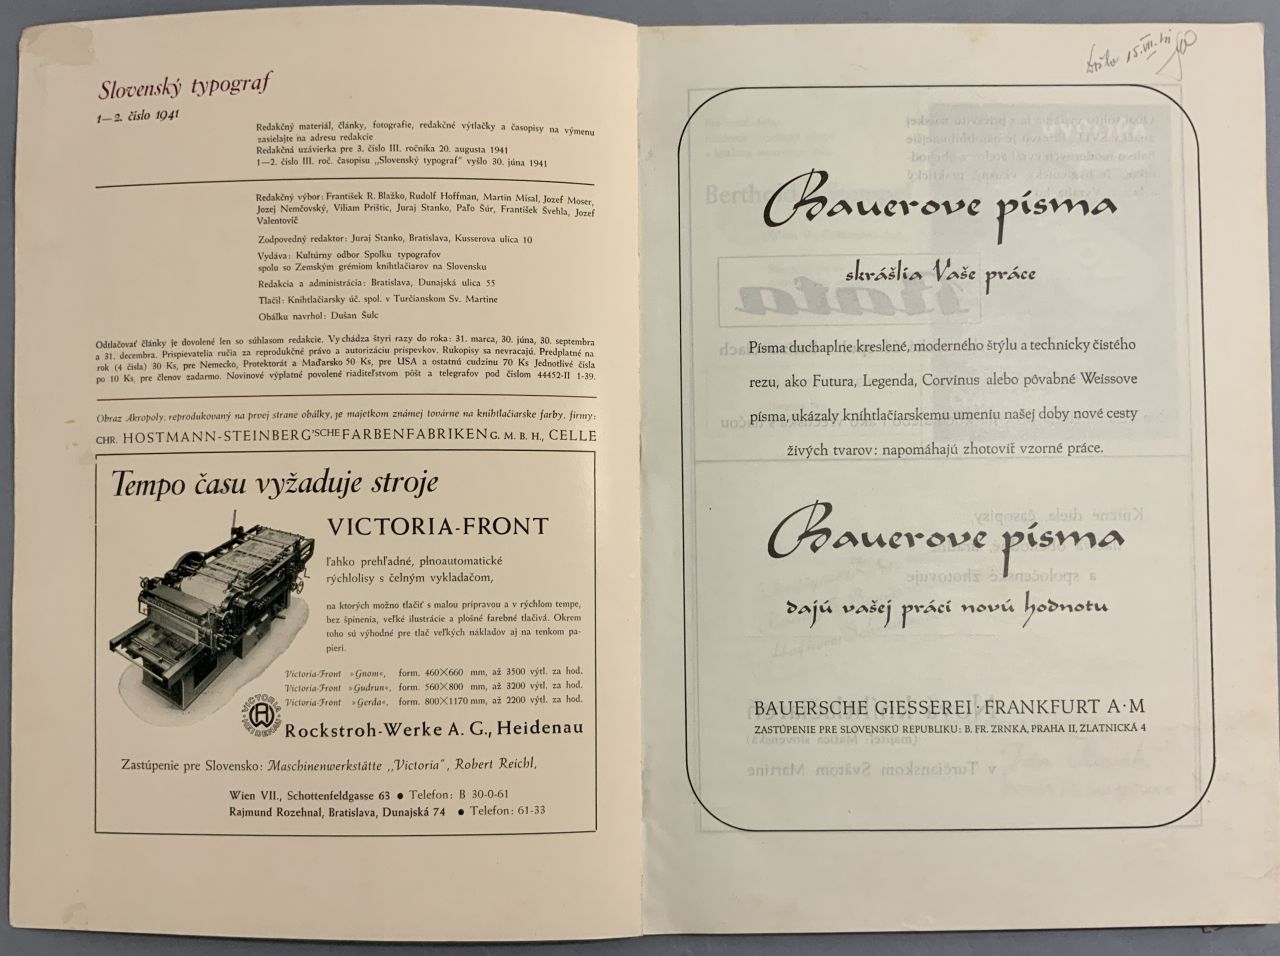 Slovenský typograf
1—2. číslo 1941
Redakčný materiál, články, fotografie, redakčné výtlačky a časopisy na výmenu
zasielajte na adresu redakcie
Redakčná uzávierka pre 3. číslo III. ročníka 20. augusta 1941
1—2. číslo III. roč. časopisu „Slovenský typograf“ vyšlo 30. júna 1941
Redakčný výbor: František R. Blažko, Rudolf Hoffman, Martin Misal, Jozef Moser,
Jozej Nemčovský, Viliam Prištic, Juraj Stanko, Paľo Šúr, František Švehla, Jozef
Valentovič
Zodpovedný redaktor: Juraj Stanko, Bratislava, Kusserova ulica 10
Vydáva: Kultúrny odbor Spolku typografov
spolu so Zemským grémiom knihtlačiarov na Slovensku
Redakcia a administrácia: Bratislava, Dunajská ulica 55
Tlačil: Knihtlačiarsky úč. spol. v Turčianskom Sv. Martine
Obálku navrhol: Dušan Šulc
Odtlačovať články je dovolené len so súhlasom redakcie. Vychádza štyri razy do roka: 31. marca, 30. júna, 30. septembra
a 31. decembra. Prispievatelia ručia za reprodukčné právo a autorizáciu príspevkov. Rukopisy sa nevracajú. Predplatné na
rok (4 čísla) 30 Ks, pre Nemecko, Protektorát a Maďarsko 50 Ks, pre USA a ostatnú cudzinu 70 Ks Jednotlivé čísla
po 10 Ks, pre členov zadarmo. Novinové výplatné povolené riaditeľstvom pôšt a telegrafov pod číslom 44452-II 1-39.
Obraz Akropoly, reprodukovaný na prvej strane obálky, je majetkom známej továrne na knihtlačiarske farby, firmy:
CHR. HOSTMANN-STEINBERG'SCHE FARBENFABRIKEN G. M. B. H., CELLE
Tempo času vyžaduje stroje
VICTORIA-FRONT
ľahko prehľadné, plnoautomatické
rýchlolisy s čelným vykladačom,
na ktorých možno tlačiť s malou prípravou a v rýchlom tempe,
bez špinenia, veľké ilustrácie a plošné farebné tlačivá. Okrem
toho sú výhodné pre tlač veľkých nákladov aj na tenkom pa-
pieri.
Victoria-Front »Gnom«, form. 460×660 mm, až 3500 výtl. za hod.
Victoria-Front »Gudrun«, form. 560×800 mm, až 3200 výtl. za hod.
Victoria-Front »Gerda«, form. 800×1170 mm, až 2200 výtl. za hod.
VICTORIA HEIDENAU
Rockstroh-Werke A. G., Heidenau
Zastúpenie pre Slovensko: Maschinenwerkstätte „Victoria“, Robert Reichl,
Wien VII., Schottenfeldgasse 63 ● Telefon: B 30-0-61
Rajmund Rozehnal, Bratislava, Dunajská 74 ● Telefon: 61-33
15.VII.
Bauerove písma
skrášlia Vaše práce
Písma duchaplne kreslené, moderného štýlu a technicky čistého
rezu, ako Futura, Legenda, Corvinus alebo pôvabné Weissove
písma, ukázaly kníhtlačiarskemu umeniu našej doby nové cesty
živých tvarov: napomáhajú zhotoviť vzorné práce.
Bauerove písma
dajú vašej práci novú hodnotu
BAUERSCHE GIESSEREI · FRANKFURT A · M
ZASTÚPENIE PRE SLOVENSKÚ REPUBLIKU: B. FR. ZRNKA, PRAHA II, ZLATNICKÁ 4